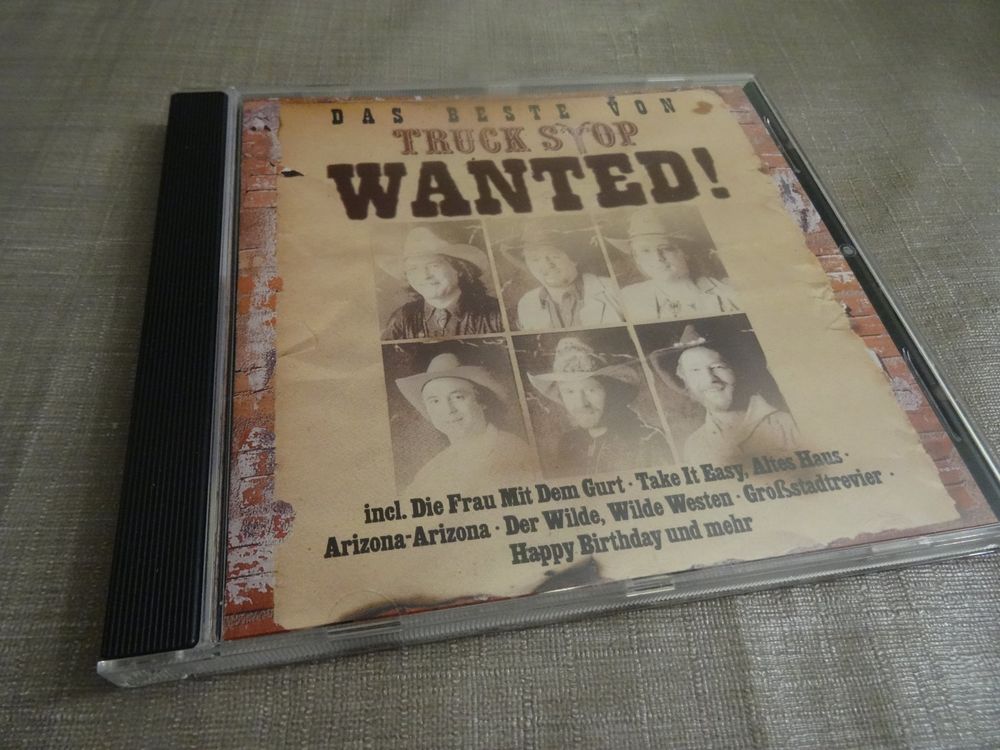 DAS BESTE VON
TRUCK STOP
WANTED!
incl. Die Frau Mit Dem Gurt · Take It Easy, Altes Haus ·
Arizona-Arizona · Der Wilde, Wilde Westen · Großstadtrevier ·
Happy Birthday und mehr